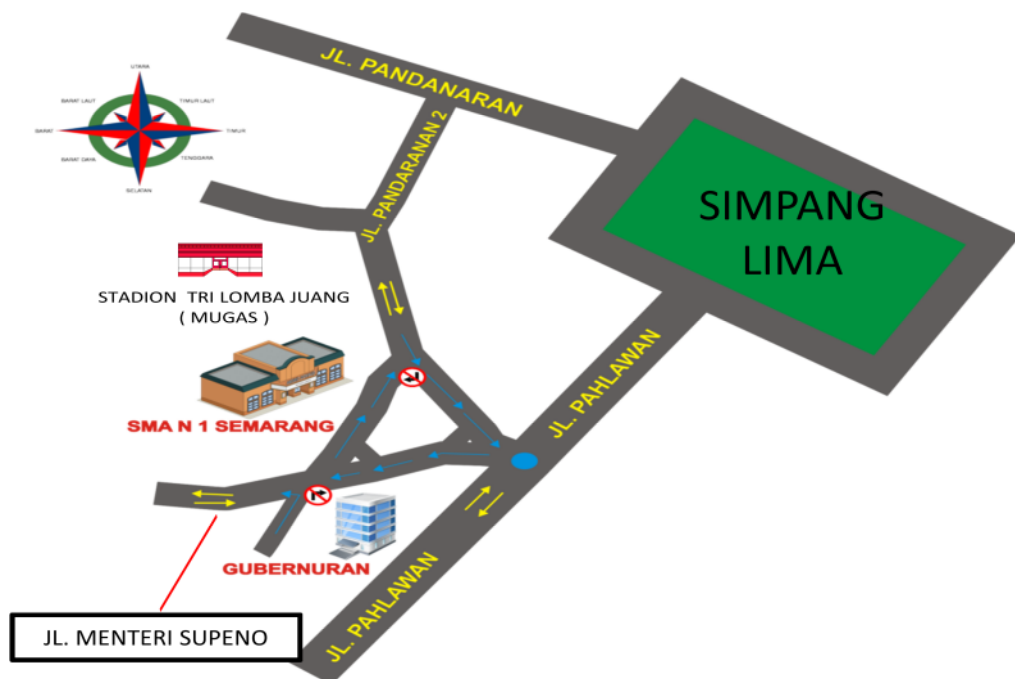 JL. PANDANARAN
UTARA
BARAT LAUT
TIMUR LAUT
BARAT
TIMUR
BARAT DAYA
TENGGARA
SELATAN
JL. PANDARANAN 2
SIMPANG
LIMA
STADION TRI LOMBA JUANG
( MUGAS )
JL. PAHLAWAN
SMA N 1 SEMARANG
GUBERNURAN
JL. PAHLAWAN
JL. MENTERI SUPENO